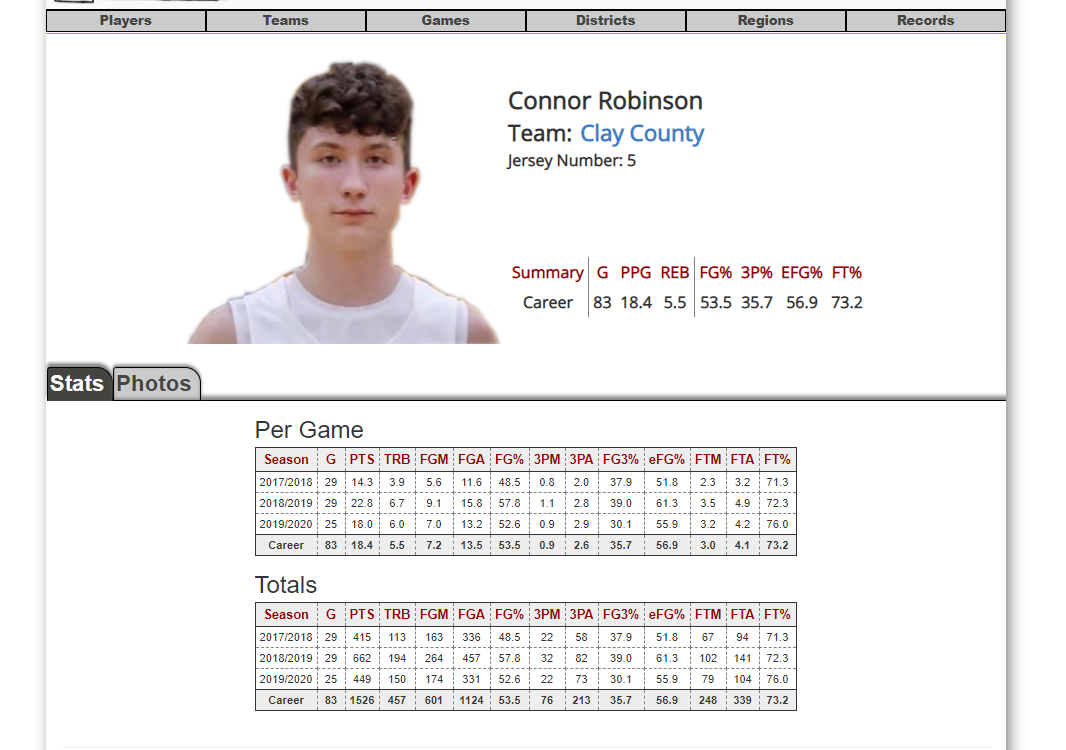 Players Teams Games Districts Regions Records
Connor Robinson
Team: Clay County
Jersey Number: 5
Summary G PPG REB FG% 3P% EFG% FT%
Career 83 18.4 5.5 53.5 35.7 56.9 73.2
Stats Photos
Per Game
Season G PTS TRB FGM FGA FG% 3PM 3PA FG3% eFG% FTM FTA FT%
2017/2018 29 14.3 3.9 5.6 11.6 48.5 0.8 2.0 37.9 51.8 2.3 3.2 71.3
2018/2019 29 22.8 6.7 9.1 15.8 57.8 1.1 2.8 39.0 61.3 3.5 4.9 72.3
2019/2020 25 18.0 6.0 7.0 13.2 52.6 0.9 2.9 30.1 55.9 3.2 4.2 76.0
Career 83 18.4 5.5 7.2 13.5 53.5 0.9 2.6 35.7 56.9 3.0 4.1 73.2
Totals
Season G PTS TRB FGM FGA FG% 3PM 3PA FG3% eFG% FTM FTA FT%
2017/2018 29 415 113 163 336 48.5 22 58 37.9 51.8 67 94 71.3
2018/2019 29 662 194 264 457 57.8 32 82 39.0 61.3 102 141 72.3
2019/2020 25 449 150 174 331 52.6 22 73 30.1 55.9 79 104 76.0
Career 83 1526 457 601 1124 53.5 76 213 35.7 56.9 248 339 73.2